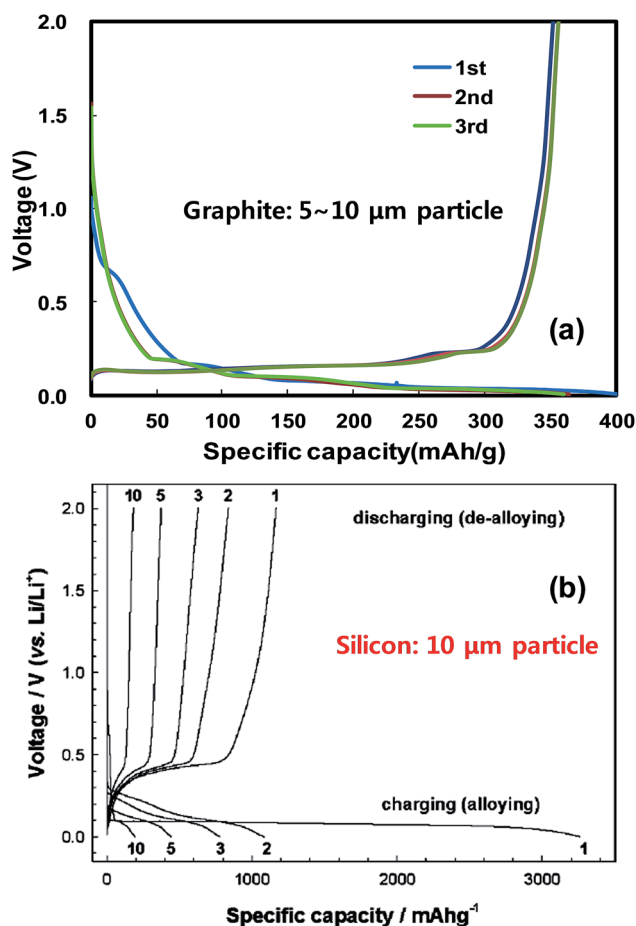 2.0
1.5
1.0
0.5
0.0
Voltage (V)
1st
2nd
3rd
Graphite: 5~10 µm particle
(a)
0 50 100 150 200 250 300 350 400
Specific capacity(mAh/g)
10 5 3 2 1
2.0
1.5
1.0
0.5
0.0
Voltage / V (vs. Li/Li+)
discharging (de-alloying)
(b)
Silicon: 10 µm particle
charging (alloying)
10 5 3 2 1
0 1000 2000 3000
Specific capacity / mAhg-1